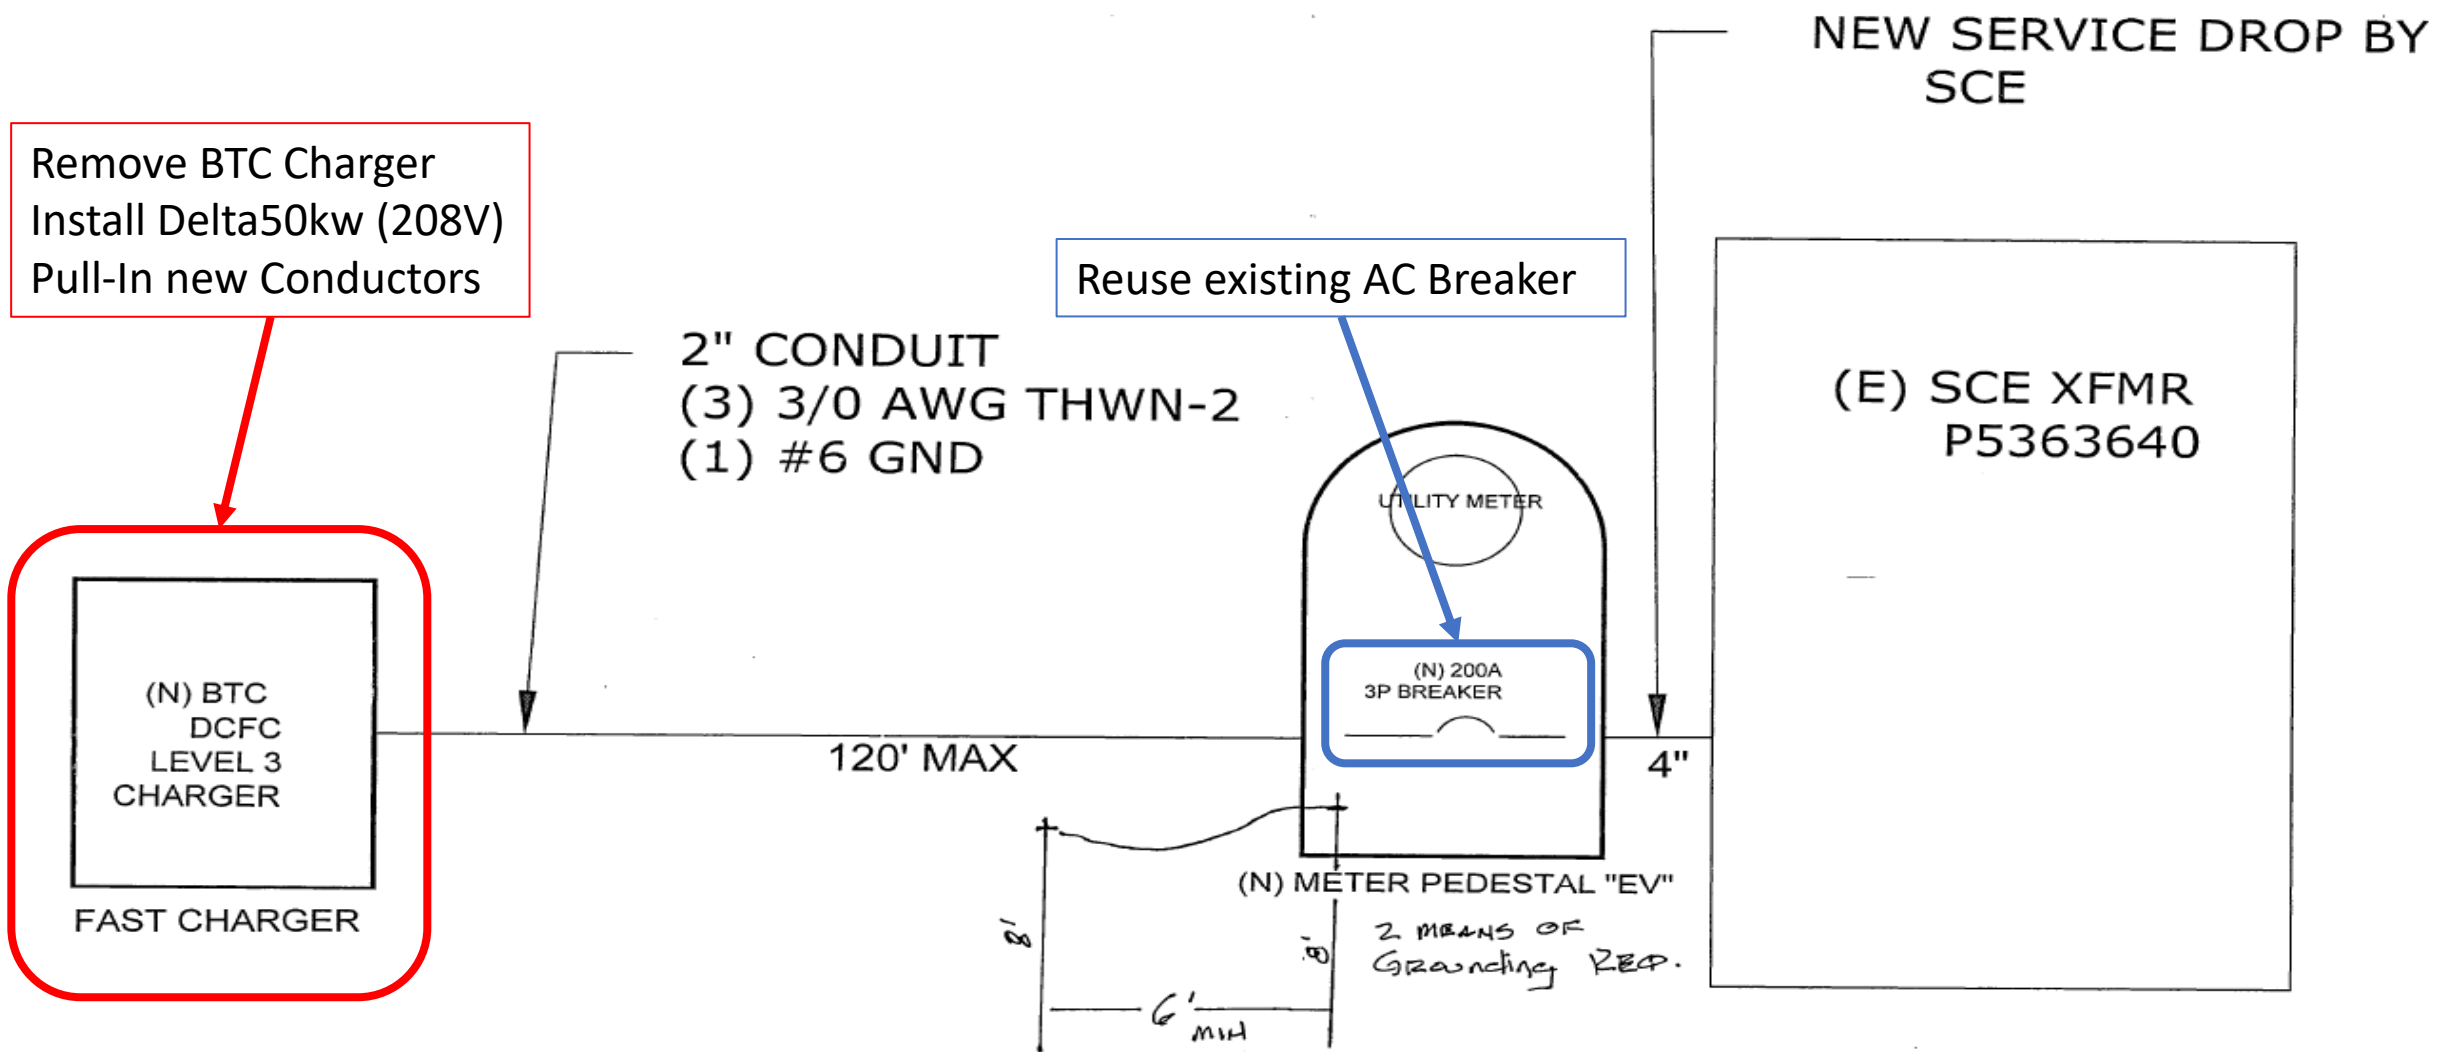 NEW SERVICE DROP BY
SCE
Remove BTC Charger
Install Delta50kw (208V)
Pull-In new Conductors
Reuse existing AC Breaker
2" CONDUIT
(3) 3/0 AWG THWN-2
(1) #6 GND
(E) SCE XFMR
P5363640
UTILITY METER
(N) 200A
3P BREAKER
(N) BTC
DCFC
LEVEL 3
CHARGER
120' MAX
4"
FAST CHARGER
(N) METER PEDESTAL "EV"
8'
8'
2 MEANS OF
Grounding REQ.
6'
MIN